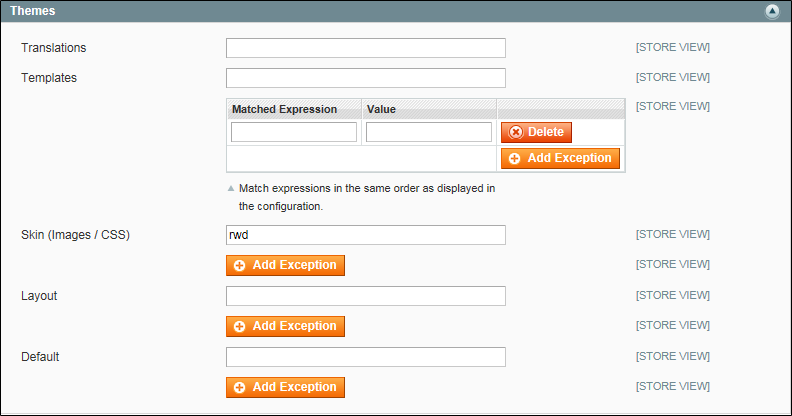 Themes
Translations [STORE VIEW]
Templates [STORE VIEW]
Matched Expression Value [STORE VIEW]
Delete
Add Exception
Match expressions in the same order as displayed in
the configuration.
Skin (Images / CSS) rwd [STORE VIEW]
Add Exception [STORE VIEW]
Layout [STORE VIEW]
Add Exception [STORE VIEW]
Default [STORE VIEW]
Add Exception [STORE VIEW]